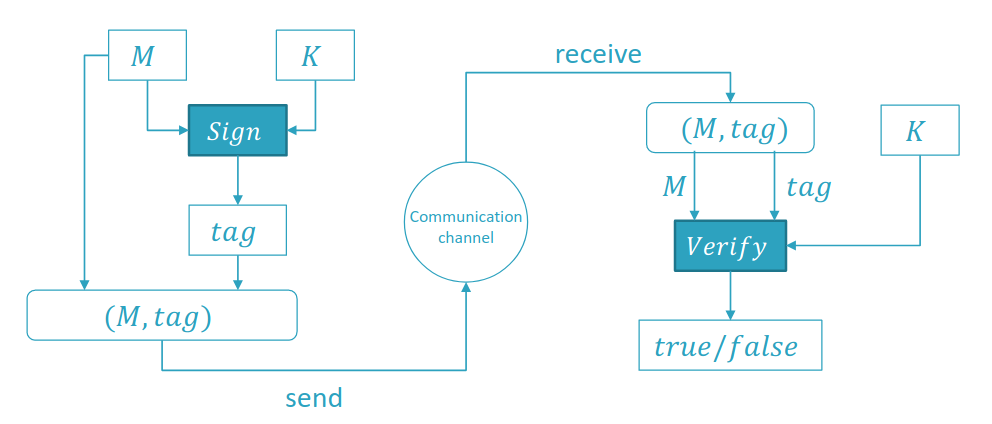 M
K
Sign
tag
(M, tag)
send
Communication
channel
receive
(M, tag)
K
M
tag
Verify
true/false